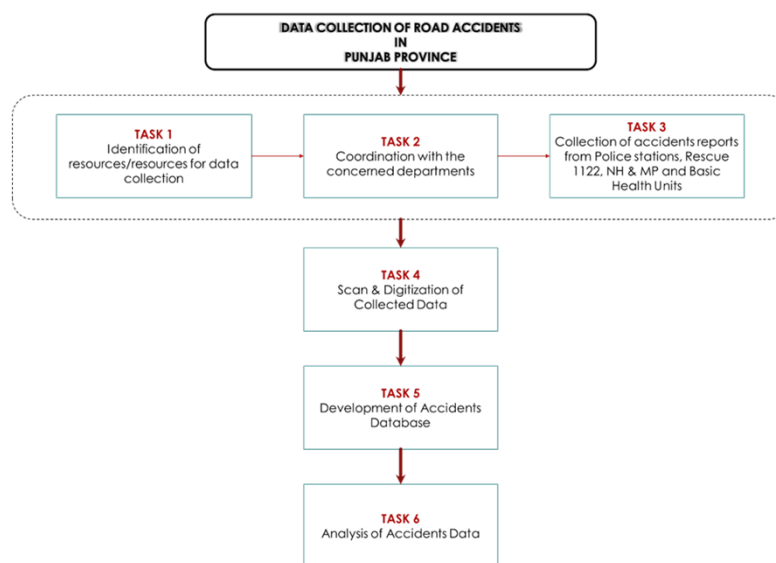 DATA COLLECTION OF ROAD ACCIDENTS
IN
PUNJAB PROVINCE
TASK 1
Identification of
resources/resources for data
collection
TASK 2
Coordination with the
concerned departments
TASK 3
Collection of accidents reports
from Police stations, Rescue
1122, NH & MP and Basic
Health Units
TASK 4
Scan & Digitization of
Collected Data
TASK 5
Development of Accidents
Database
TASK 6
Analysis of Accidents Data